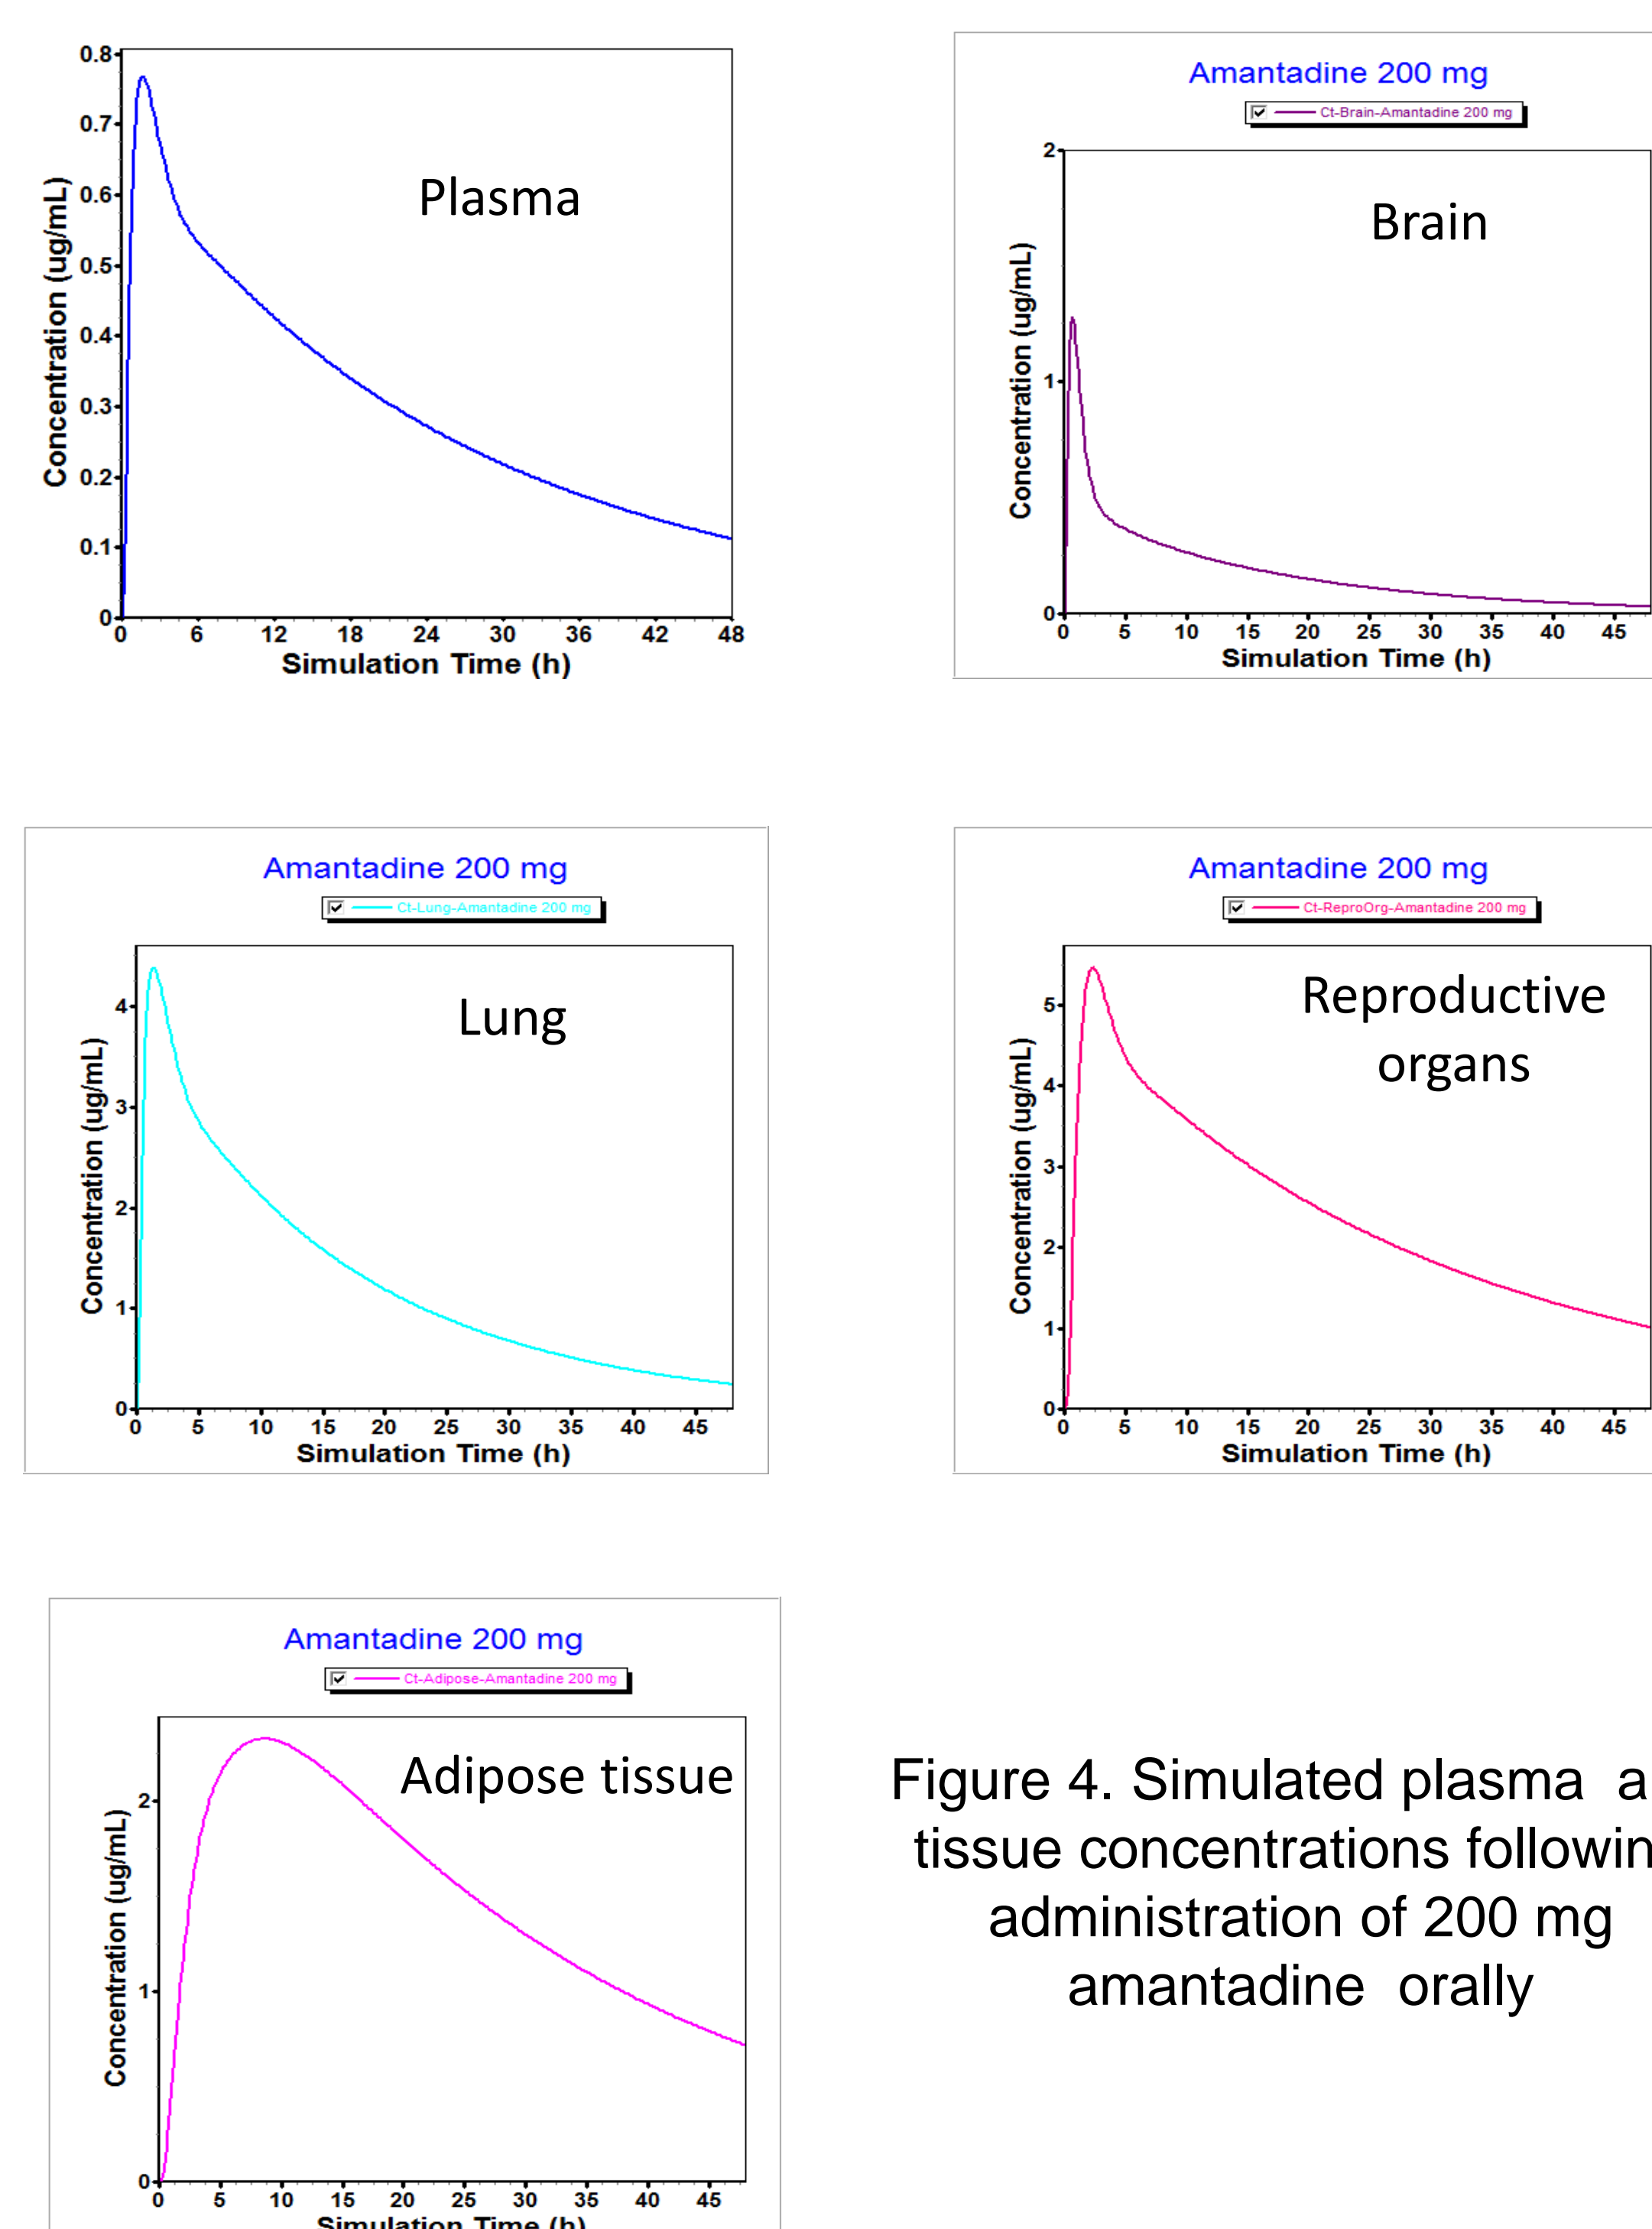 0.8
0.7
0.6
0.5
0.4
0.3
0.2
0.1
0
Concentration (ug/mL)
Plasma
0 6 12 18 24 30 36 42 48
Simulation Time (h)
Amantadine 200 mg
Ct-Brain-Amantadine 200 mg
2
1
0
Concentration (ug/mL)
Brain
0 5 10 15 20 25 30 35 40 45
Simulation Time (h)
Amantadine 200 mg
Ct-Lung-Amantadine 200 mg
4
3
2
1
0
Concentration (ug/mL)
Lung
0 5 10 15 20 25 30 35 40 45
Simulation Time (h)
Amantadine 200 mg
Ct-ReproOrg-Amantadine 200 mg
5
4
3
2
1
0
Concentration (ug/mL)
Reproductive
organs
0 5 10 15 20 25 30 35 40 45
Simulation Time (h)
Amantadine 200 mg
Ct-Adipose-Amantadine 200 mg
2
1
0
Concentration (ug/mL)
Adipose tissue
0 5 10 15 20 25 30 35 40 45
Simulation Time (h)
Figure 4. Simulated plasma a
tissue concentrations followin
administration of 200 mg
amantadine orally